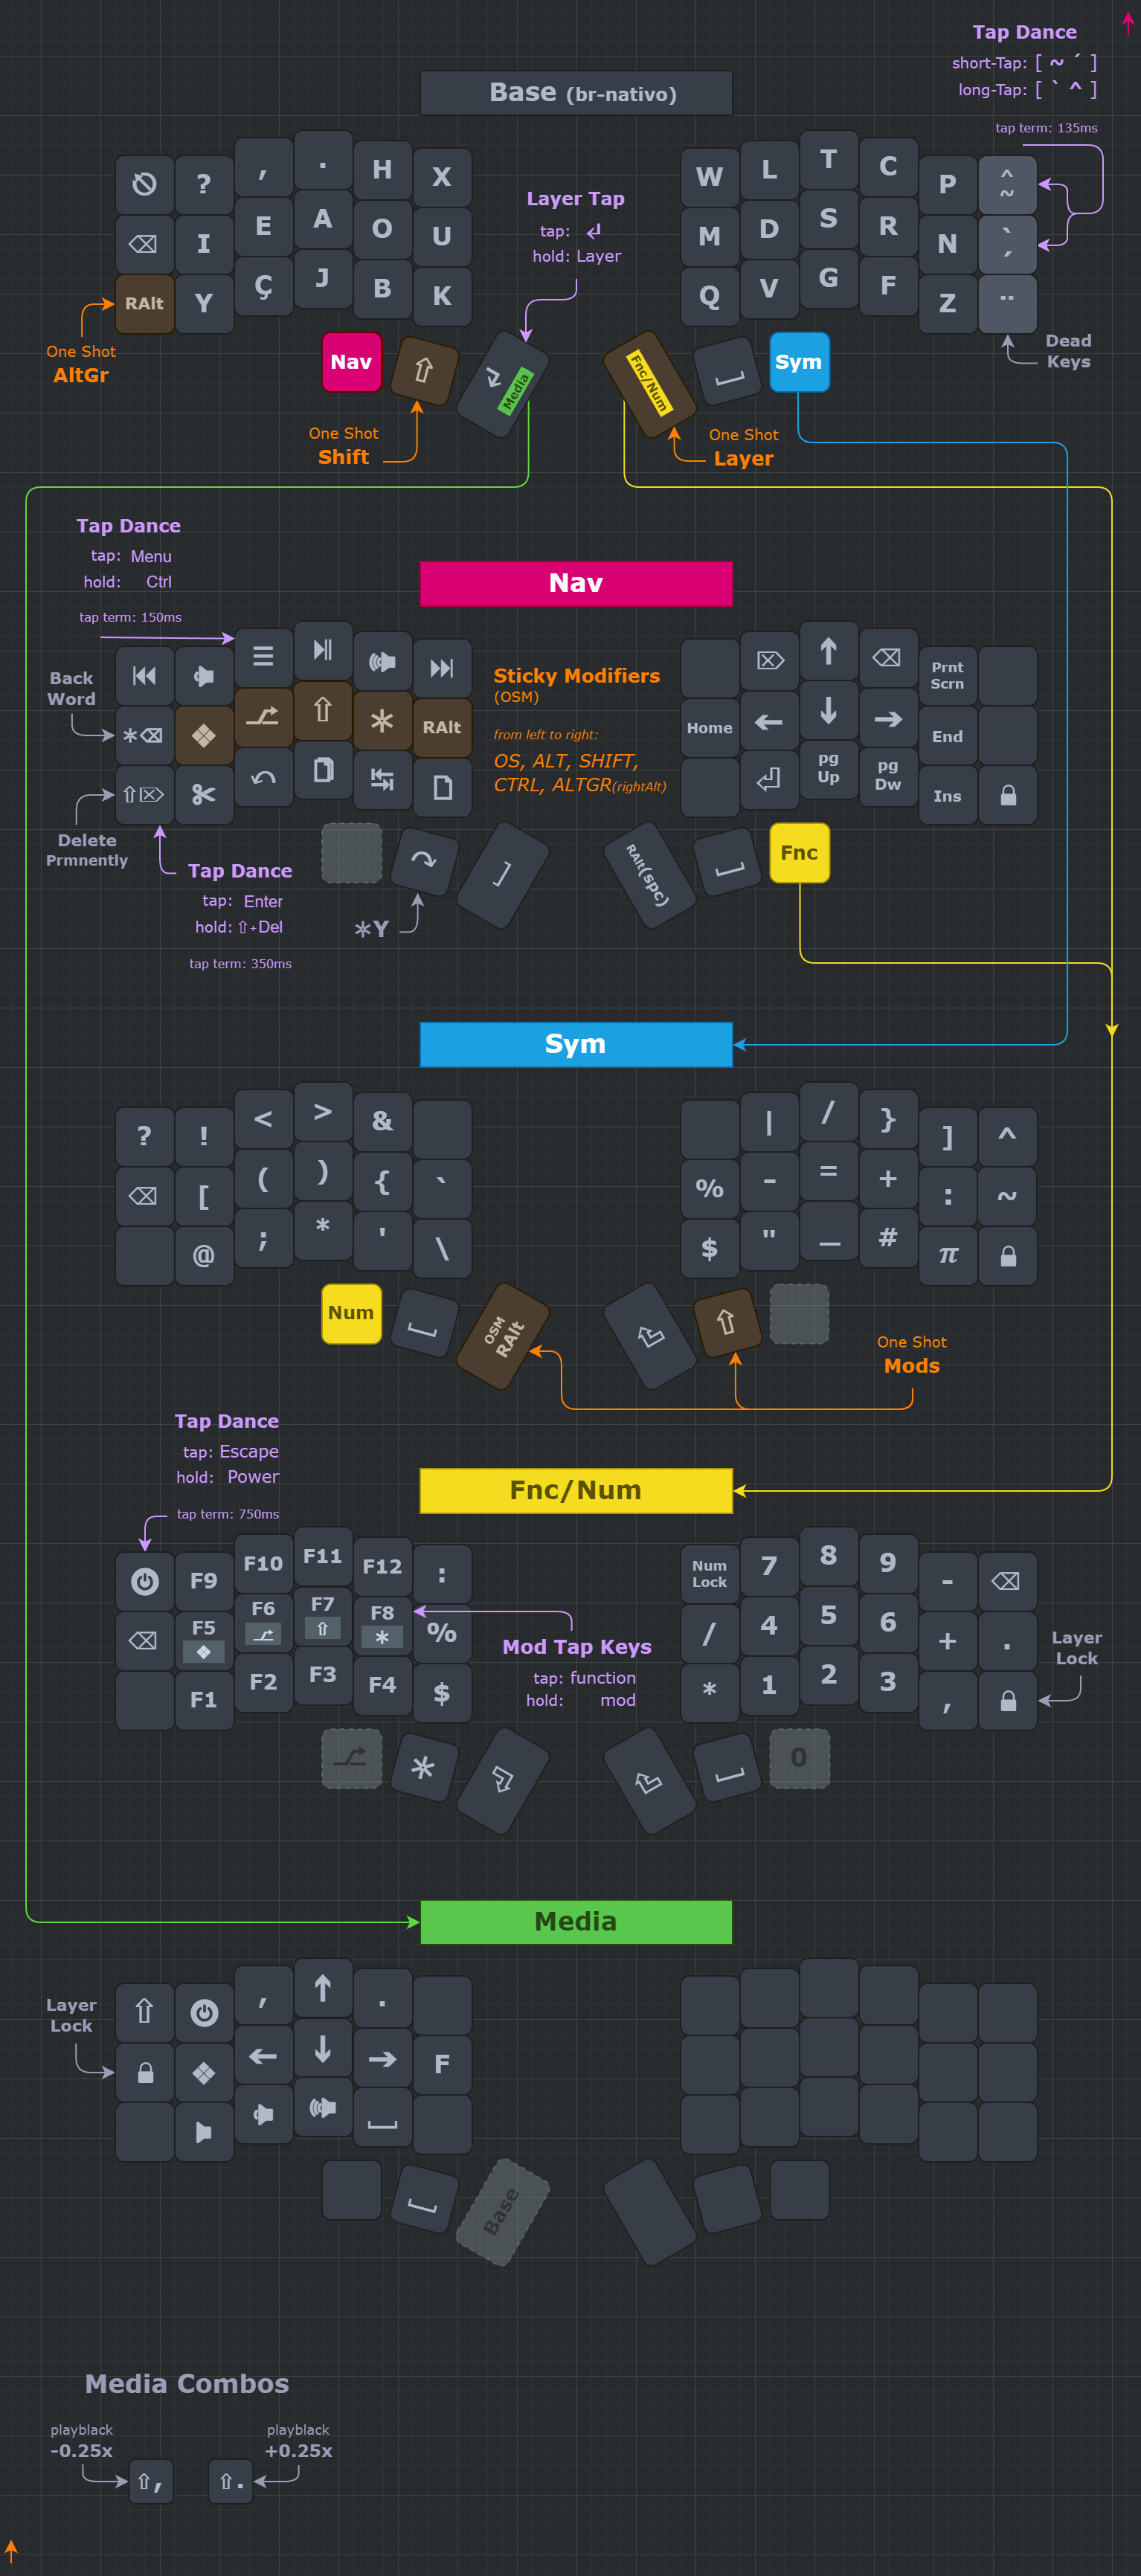 Tap Dance
short-Tap: [ ~ ´ ]
long-Tap: [ ` ^ ]
tap term: 135ms
Base (br-nativo)
? , . H X W L T C P ^ ~
⌫ I E A O U M D S R N ` ´
RAlt Y Ç J B K Q V G F Z ¨
Layer Tap
tap: ↵
hold: Layer
One Shot
AltGr
Dead
Keys
Nav ⇧ Media Fnc/Num Sym
One Shot
Shift
One Shot
Layer
Tap Dance
tap: Menu
hold: Ctrl
tap term: 150ms
Nav
Back
Word
Sticky Modifiers
(OSM)
from left to right:
OS, ALT, SHIFT,
CTRL, ALTGR(rightAlt)
⌦ ↑ ⌫ Prnt Scrn
*⌫ ⇧ * RAlt Home ← ↓ → End
⇧⌦ pg Up pg Dw Ins
Delete
Prmnently
] RAlt(spc) Fnc
Tap Dance
tap: Enter
hold: ⇧+Del
tap term: 350ms
*Y
Sym
? ! < > & | / } ] ^
⌫ [ ( ) { ` % - = + : ~
@ ; * ' \ $ " _ # π
Num OSM RAlt ⇧
One Shot
Mods
Tap Dance
tap: Escape
hold: Power
tap term: 750ms
Fnc/Num
F9 F10 F11 F12 : Num Lock 7 8 9 - ⌫
⌫ F5 F6 F7 F8 % / 4 5 6 + .
F1 F2 F3 F4 $ * 1 2 3 ,
Mod Tap Keys
tap: function
hold: mod
Layer
Lock
* 0
Media
Layer
Lock
⇧ , ↑ .
← ↓ → F
Base
Media Combos
playblack
-0.25x
playblack
+0.25x
⇧, ⇧.